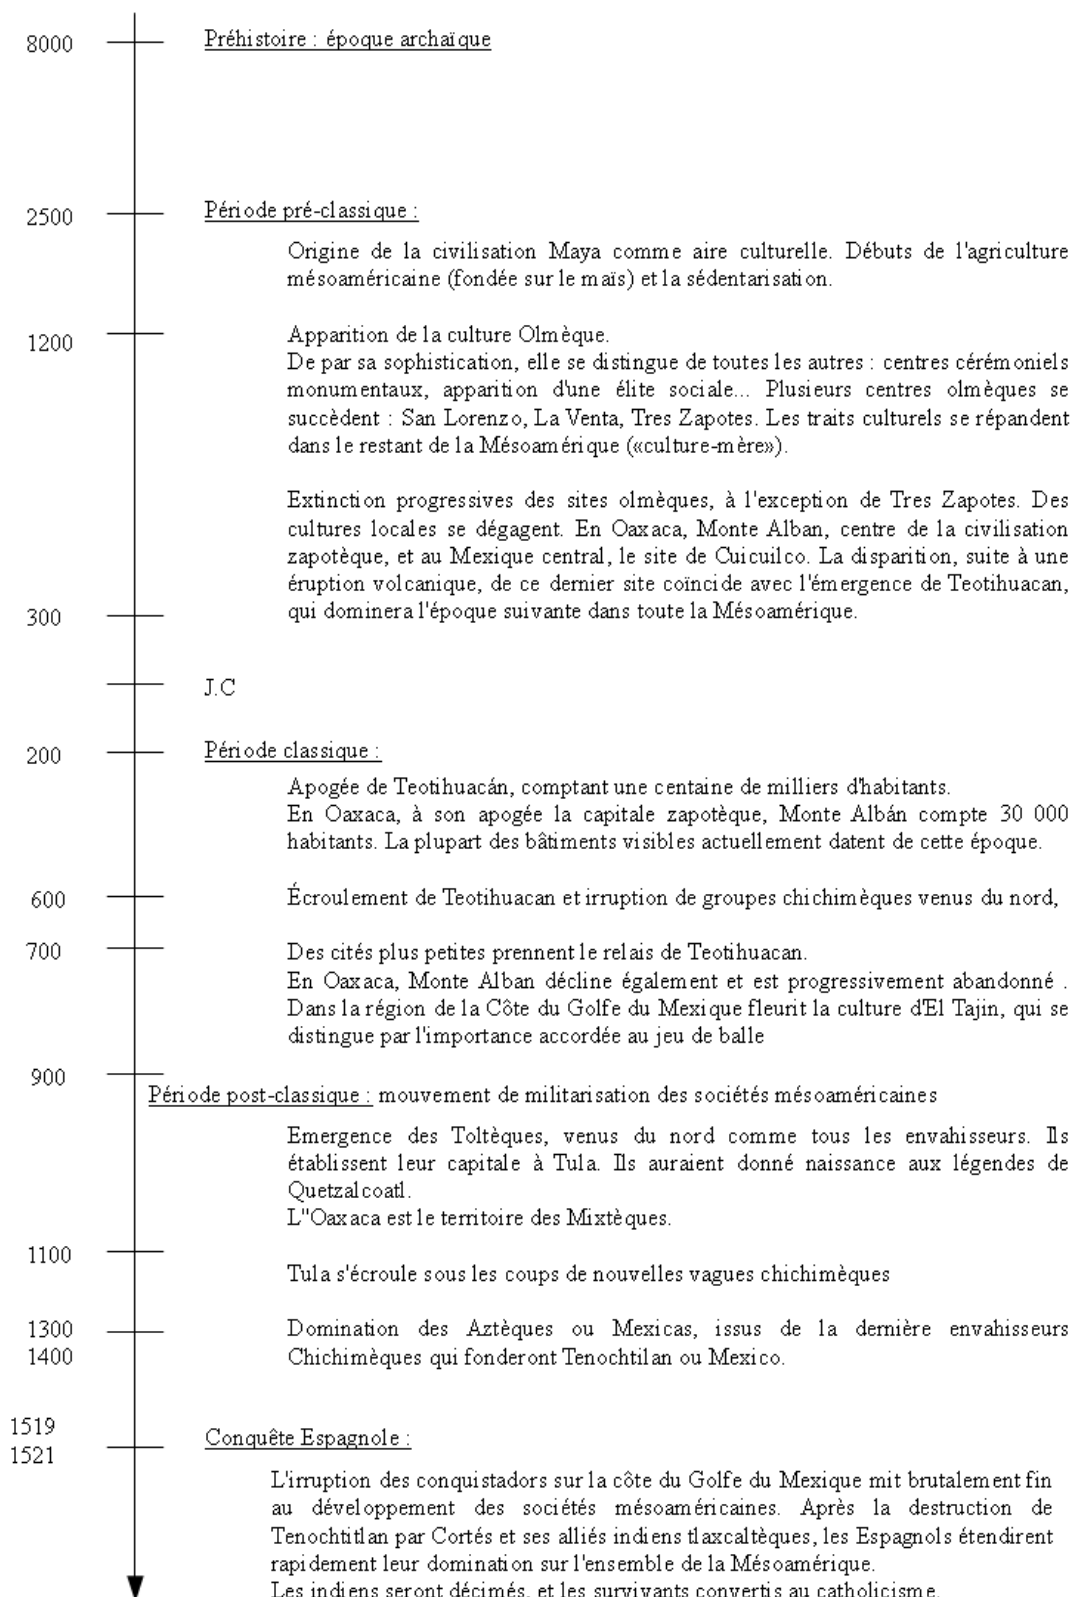 8000 Préhistoire : époque archaïque
2500 Période pré-classique :
Origine de la civilisation Maya comme aire culturelle. Débuts de l'agriculture
mésoaméricaine (fondée sur le maïs) et la sédentarisation.
1200 Apparition de la culture Olmèque.
De par sa sophistication, elle se distingue de toutes les autres : centres cérémoniels
monumentaux, apparition d'une élite sociale... Plusieurs centres olmèques se
succèdent : San Lorenzo, La Venta, Tres Zapotes. Les traits culturels se répandent
dans le restant de la Mésoamérique («culture-mère»).
Extinction progressives des sites olmèques, à l'exception de Tres Zapotes. Des
cultures locales se dégagent. En Oaxaca, Monte Alban, centre de la civilisation
zapotèque, et au Mexique central, le site de Cuicuilco. La disparition, suite à une
éruption volcanique, de ce dernier site coïncide avec l'émergence de Teotihuacan,
300 qui dominera l'époque suivante dans toute la Mésoamérique.
J.C
200 Période classique :
Apogée de Teotihuacán, comptant une centaine de milliers d'habitants.
En Oaxaca, à son apogée la capitale zapotèque, Monte Albán compte 30 000
habitants. La plupart des bâtiments visibles actuellement datent de cette époque.
600 Écroulement de Teotihuacan et irruption de groupes chichimèques venus du nord,
700 Des cités plus petites prennent le relais de Teotihuacan.
En Oaxaca, Monte Alban décline également et est progressivement abandonné .
Dans la région de la Côte du Golfe du Mexique fleurit la culture d'El Tajin, qui se
distingue par l'importance accordée au jeu de balle
900
Période post-classique : mouvement de militarisation des sociétés mésoaméricaines
Emergence des Toltèques, venus du nord comme tous les envahisseurs. Ils
établissent leur capitale à Tula. Ils auraient donné naissance aux légendes de
Quetzalcoatl.
L''Oaxaca est le territoire des Mixtèques.
1100
Tula s'écroule sous les coups de nouvelles vagues chichimèques
1300 Domination des Aztèques ou Mexicas, issus de la dernière envahisseurs
1400 Chichimèques qui fonderont Tenochtilan ou Mexico.
1519
1521 Conquête Espagnole :
L'irruption des conquistadors sur la côte du Golfe du Mexique mit brutalement fin
au développement des sociétés mésoaméricaines. Après la destruction de
Tenochtitlan par Cortés et ses alliés indiens tlaxcaltèques, les Espagnols étendirent
rapidement leur domination sur l'ensemble de la Mésoamérique.
Les indiens seront décimés, et les survivants convertis au catholicisme.